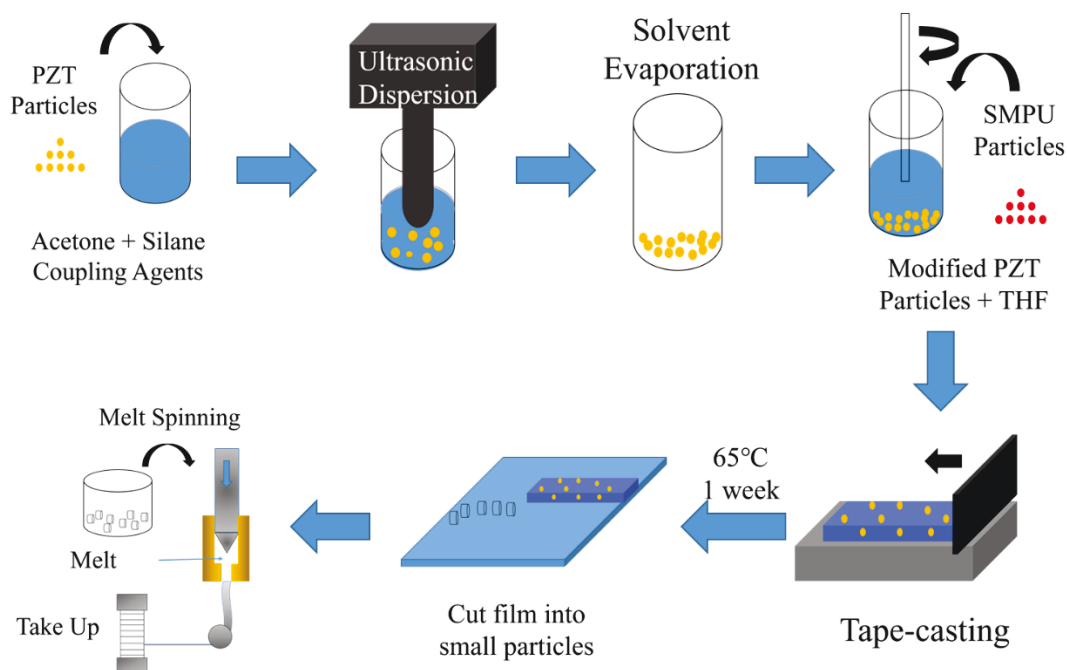 PZT
Particles
Acetone + Silane
Coupling Agents
Ultrasonic
Dispersion
Solvent
Evaporation
SMPU
Particles
Modified PZT
Particles + THF
Tape-casting
65℃
1 week
Cut film into
small particles
Melt Spinning
Melt
Take Up